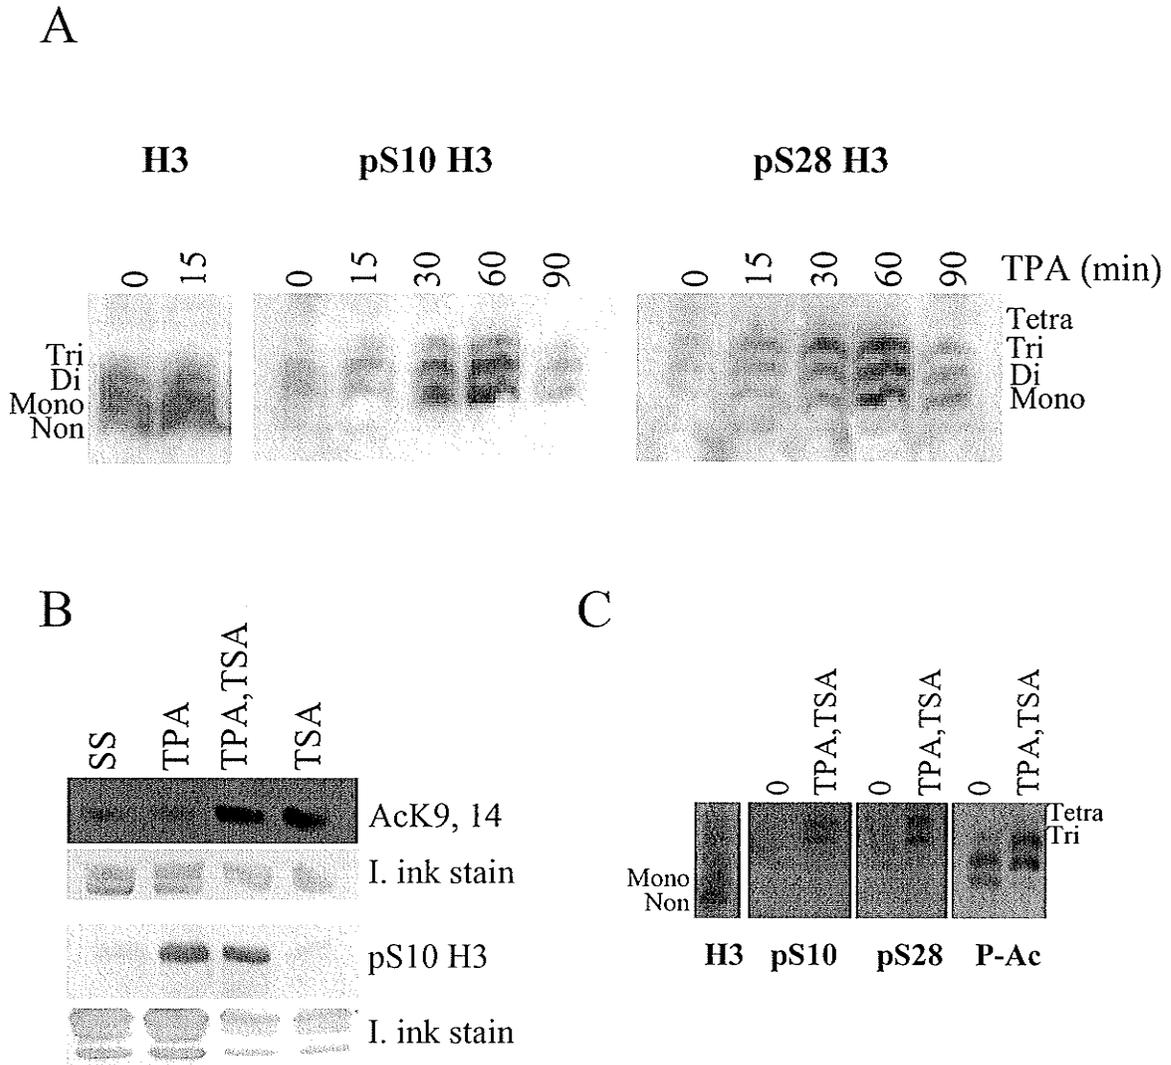 A
H3
pS10 H3
pS28 H3
0 15
0 15 30 60 90
0 15 30 60 90
TPA (min)
Tri
Di
Mono
Non
Tetra
Tri
Di
Mono
B
SS
TPA
TPA,TSA
TSA
AcK9, 14
I. ink stain
pS10 H3
I. ink stain
C
0 TPA,TSA
0 TPA,TSA
0 TPA,TSA
Mono
Non
Tetra
Tri
H3 pS10 pS28 P-Ac